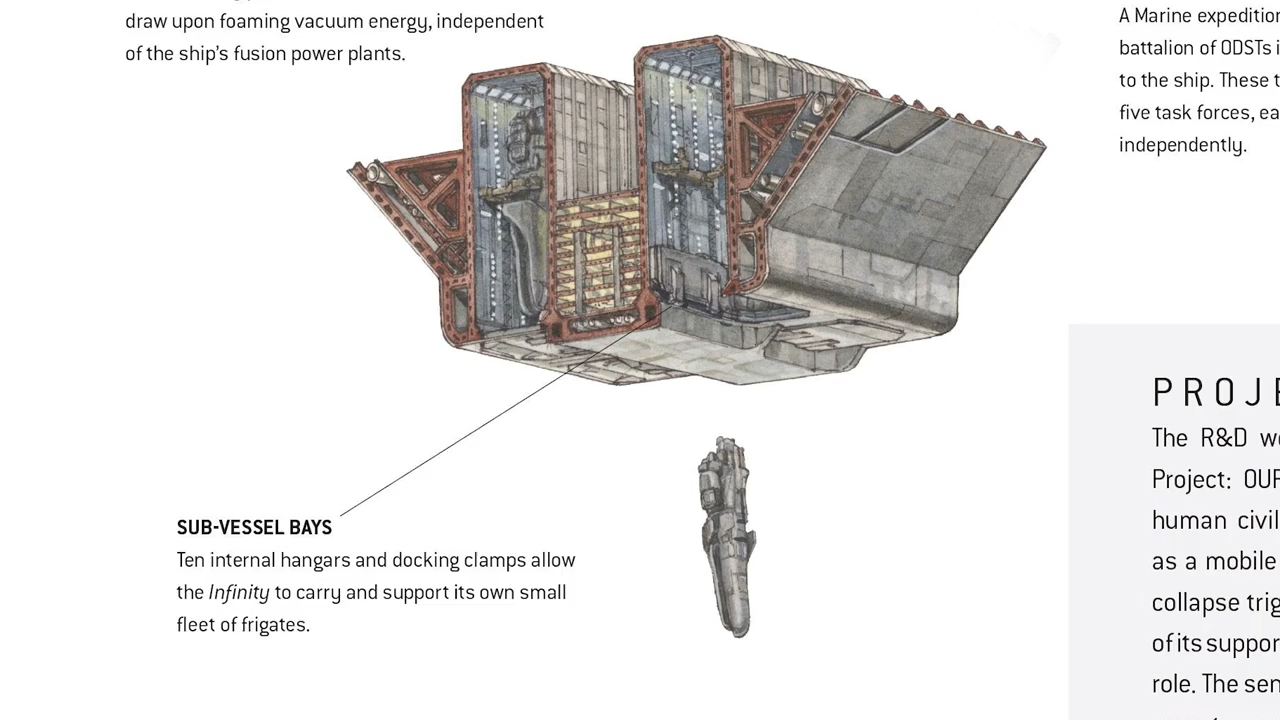 draw upon foaming vacuum energy, independent
of the ship's fusion power plants.
A Marine expedition
battalion of ODSTs i
to the ship. These t
five task forces, ea
independently.
SUB-VESSEL BAYS
Ten internal hangars and docking clamps allow
the Infinity to carry and support its own small
fleet of frigates.
PROJE
The R&D we
Project: OUR
human civil
as a mobile
collapse trig
of its suppor
role. The sen